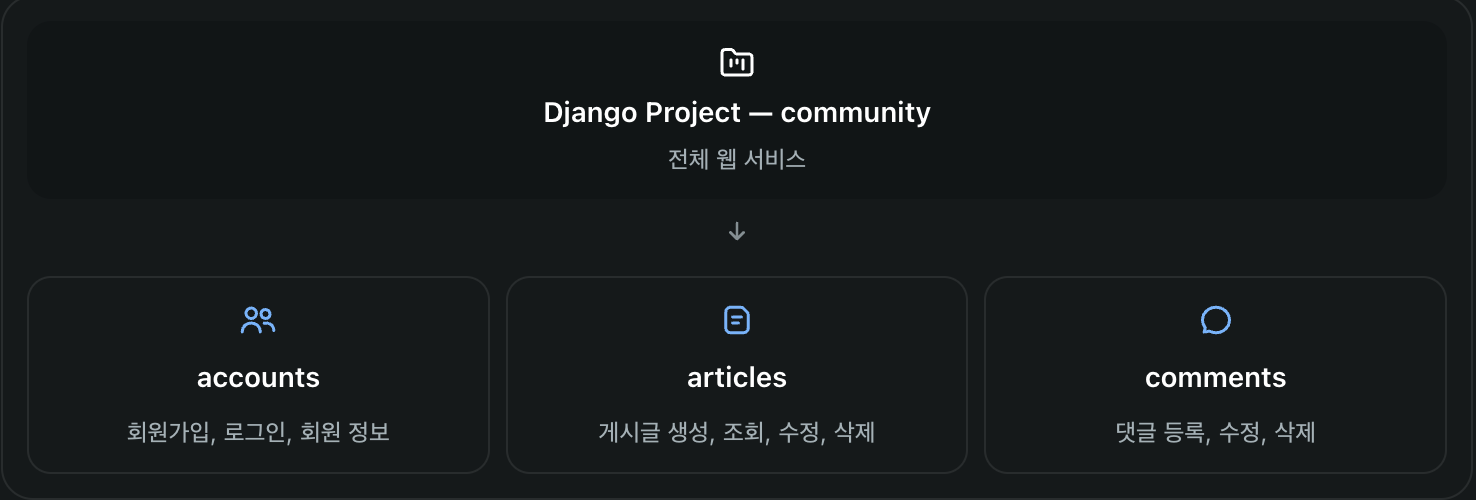 Django Project — community
전체 웹 서비스
accounts
회원가입, 로그인, 회원 정보
articles
게시글 생성, 조회, 수정, 삭제
comments
댓글 등록, 수정, 삭제